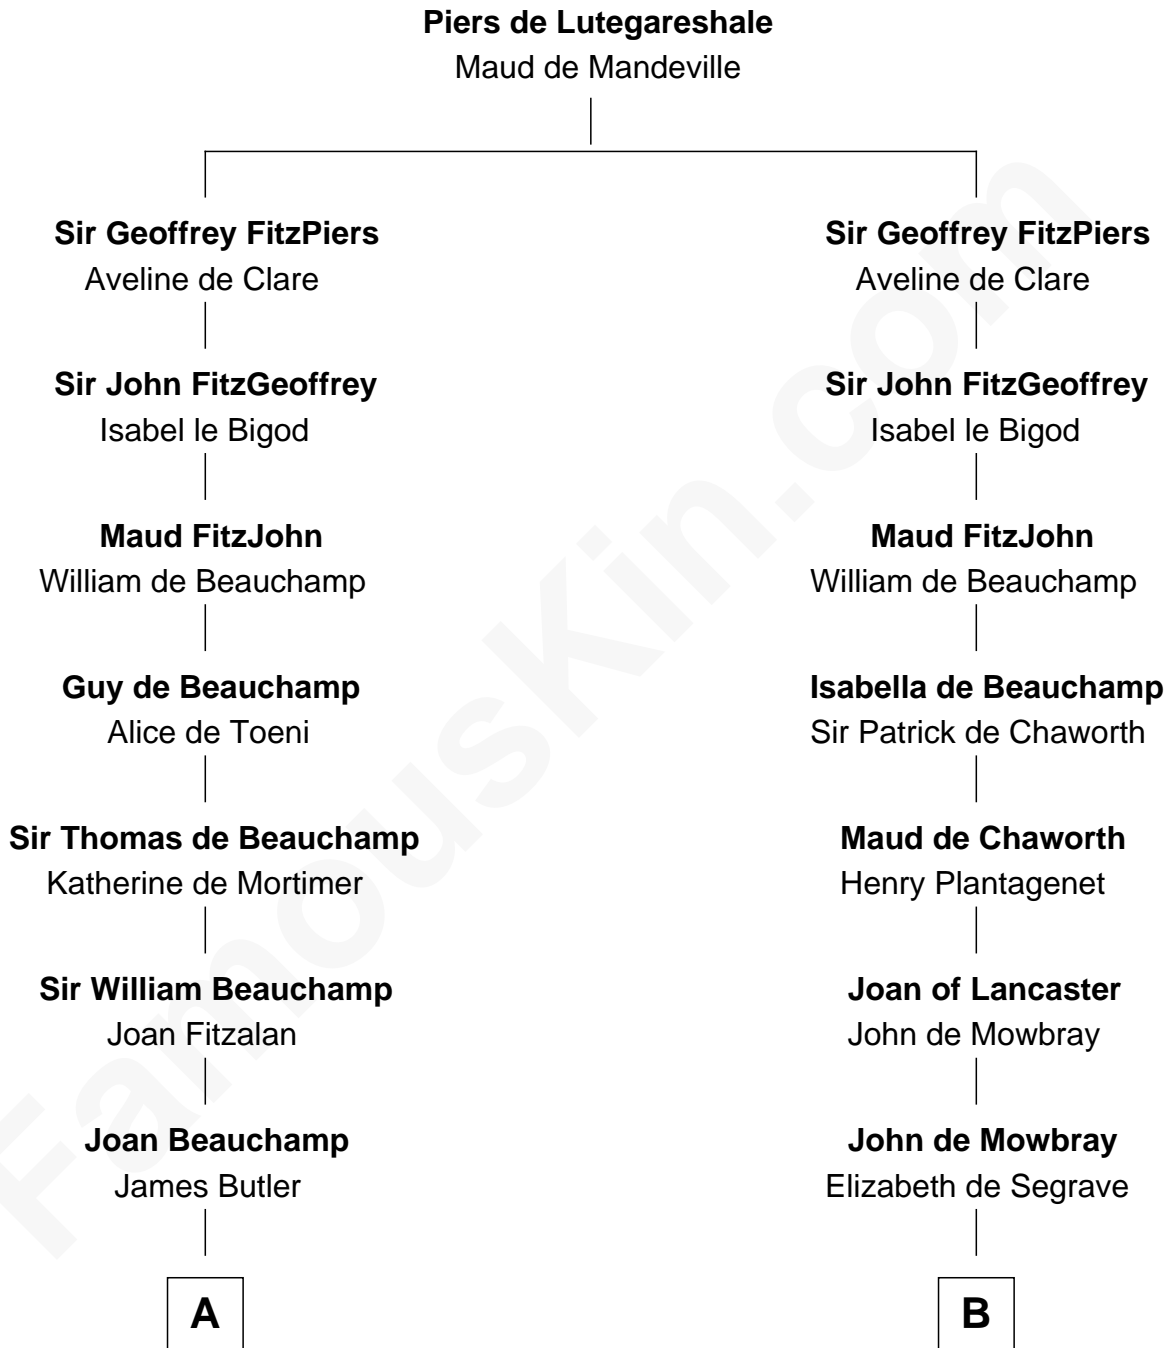 Piers de Lutegareshale
Maud de Mandeville
Sir Geoffrey FitzPiers
Aveline de Clare
Sir John FitzGeoffrey
Isabel le Bigod
Maud FitzJohn
William de Beauchamp
Guy de Beauchamp
Alice de Toeni
Sir Thomas de Beauchamp
Katherine de Mortimer
Sir William Beauchamp
Joan Fitzalan
Joan Beauchamp
James Butler
A
Sir Geoffrey FitzPiers
Aveline de Clare
Sir John FitzGeoffrey
Isabel le Bigod
Maud FitzJohn
William de Beauchamp
Isabella de Beauchamp
Sir Patrick de Chaworth
Maud de Chaworth
Henry Plantagenet
Joan of Lancaster
John de Mowbray
John de Mowbray
Elizabeth de Segrave
B
FamousKin.com